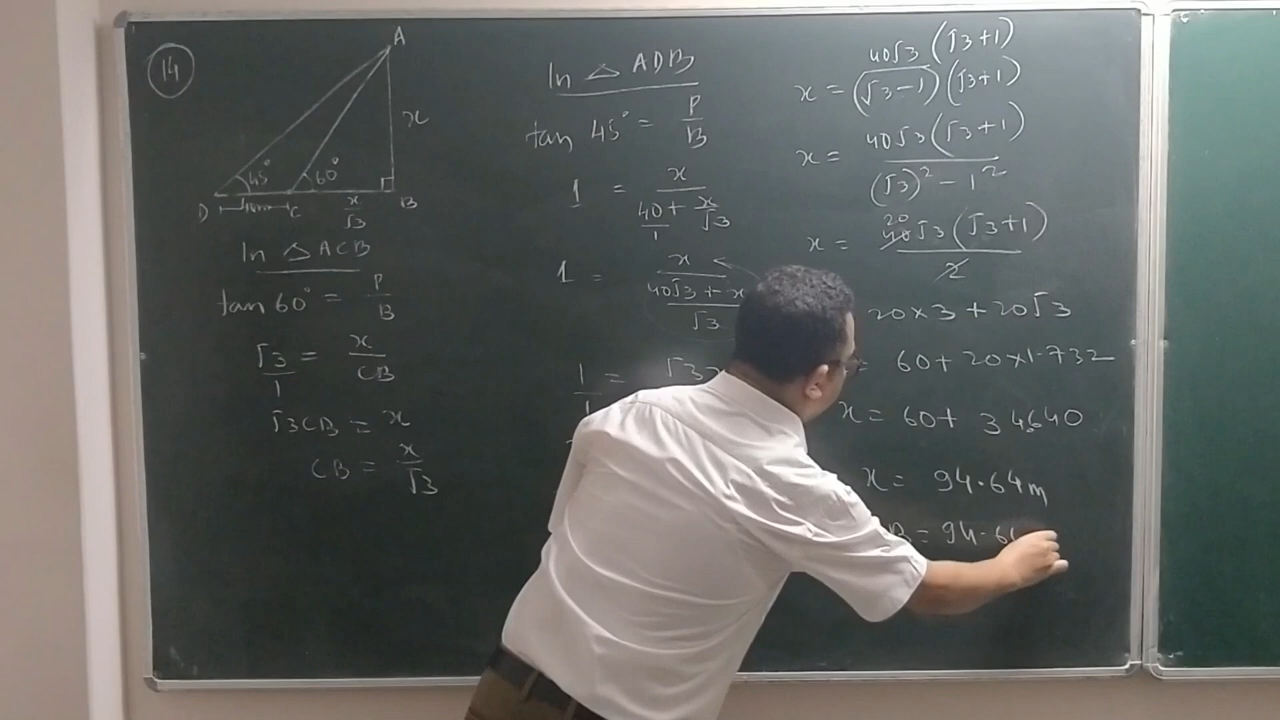 14
A
x
45° 60°
D C x/√3 B
In △ ACB
tan 60° = P/B
√3/1 = x/CB
√3CB = x
CB = x/√3
In △ ADB
tan 45° = P/B
1 = x/(40/1 + x/√3)
1 = x/((40√3 + x)/√3)
1/1 = √3
x = 40√3(√3+1)/(√3-1)(√3+1)
x = 40√3(√3+1)/((√3)² - 1²)
x = 20 40√3(√3+1)/2
20×3 + 20√3
= 60 + 20×1.732
x = 60 + 34.640
x = 94.64m
B = 94.6